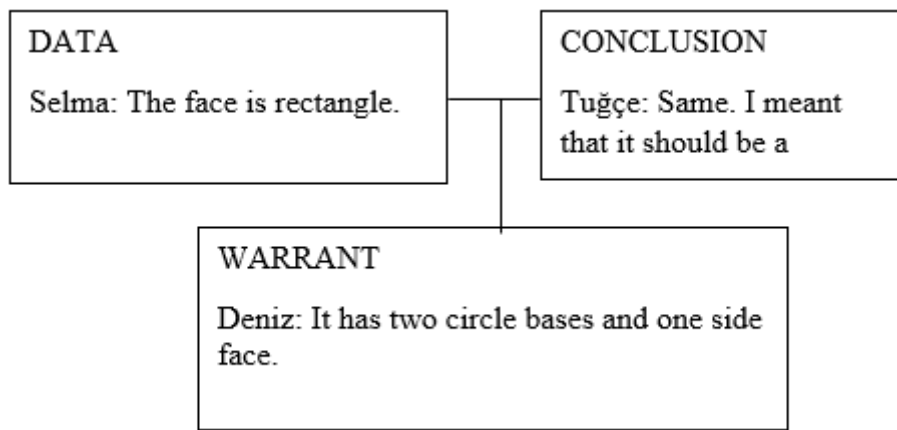 DATA
Selma: The face is rectangle.
CONCLUSION
Tuğçe: Same. I meant
that it should be a
WARRANT
Deniz: It has two circle bases and one side
face.